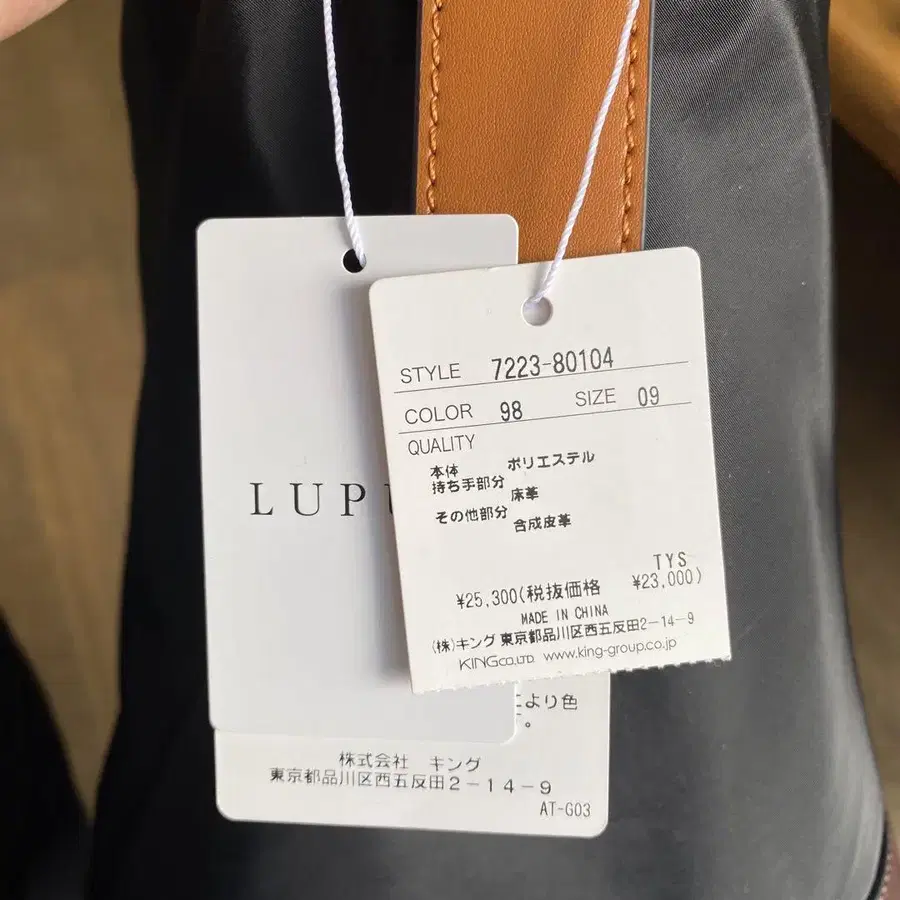 LUPU
STYLE 7223-80104
COLOR 98 SIZE 09
QUALITY
本体 ポリエステル
持ち手部分 床革
その他部分 合成皮革
TYS
¥25,300(税抜価格 ¥23,000)
MADE IN CHINA
(株)キング 東京都品川区西五反田2-14-9
KING CO.,LTD. www.king-group.co.jp
により色
す。
株式会社 キング
東京都品川区西五反田2-14-9
AT-G03